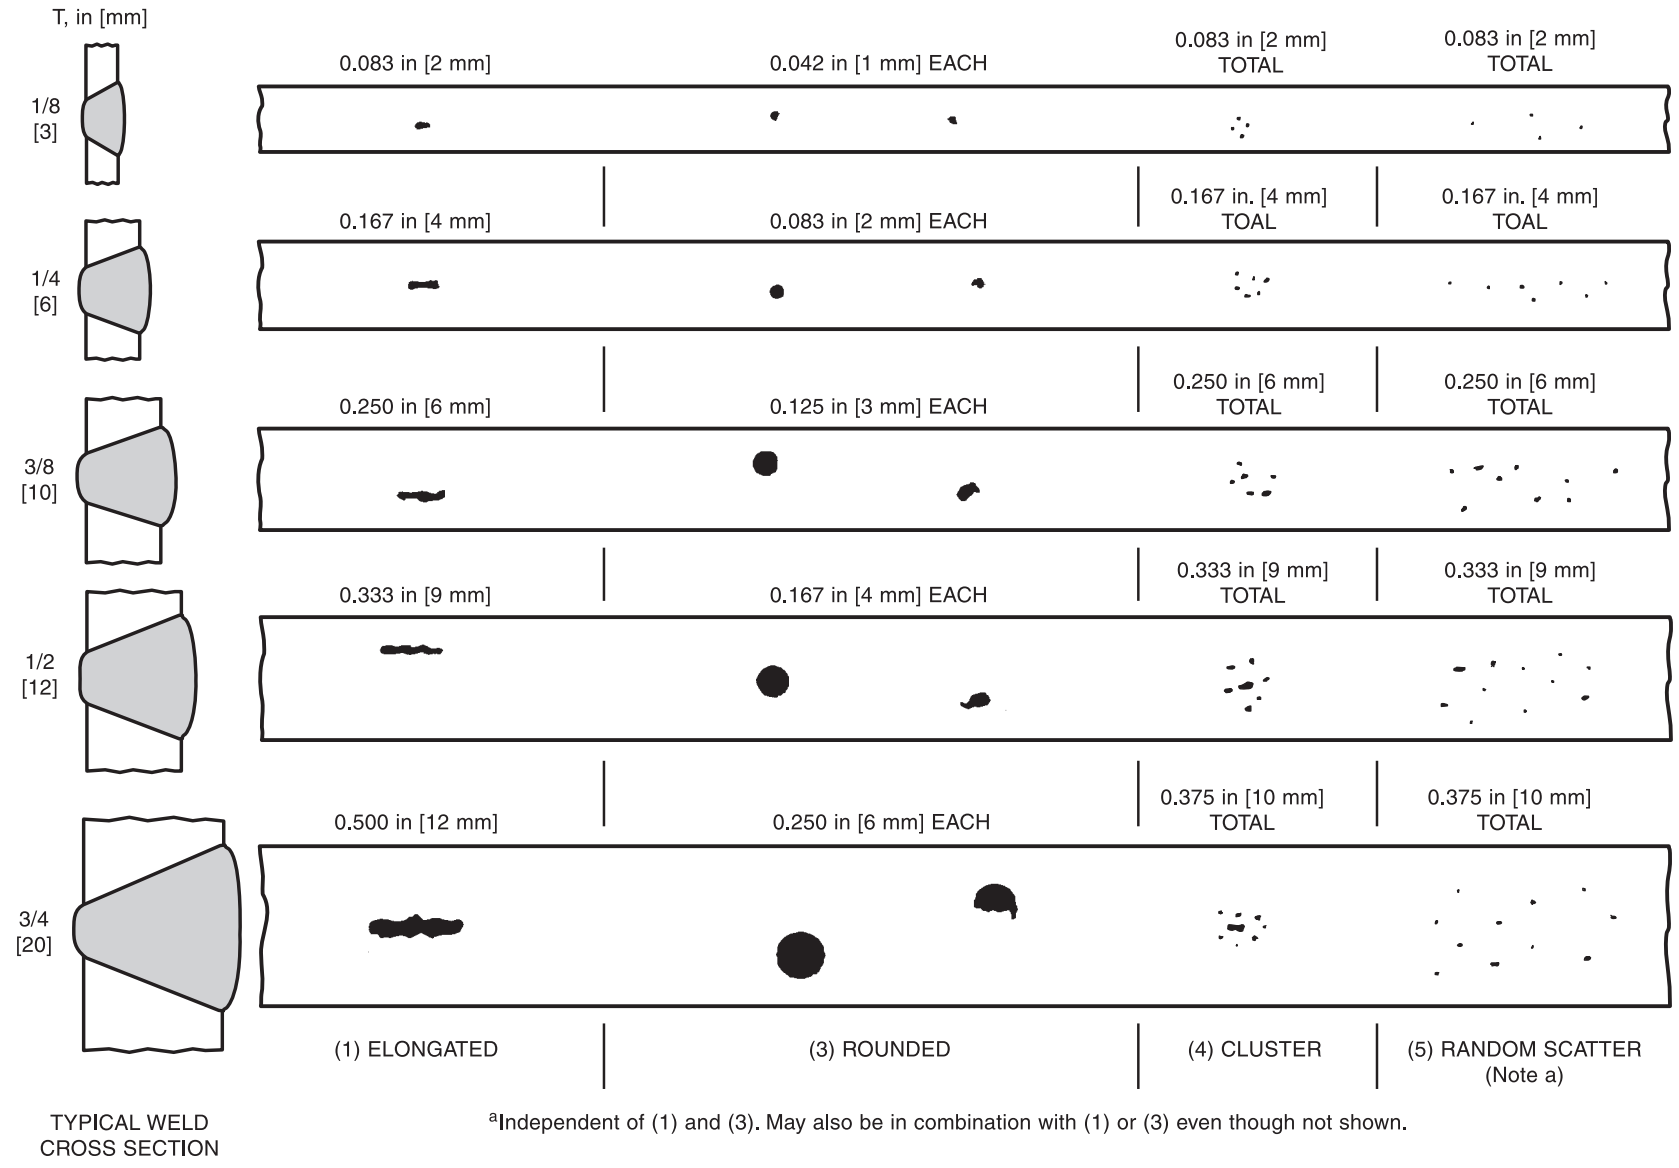 T, in [mm]
0.083 in [2 mm]
0.042 in [1 mm] EACH
0.083 in [2 mm]
TOTAL
0.083 in [2 mm]
TOTAL
1/8
[3]
0.167 in [4 mm]
0.083 in [2 mm] EACH
0.167 in. [4 mm]
TOAL
0.167 in. [4 mm]
TOAL
1/4
[6]
0.250 in [6 mm]
0.125 in [3 mm] EACH
0.250 in [6 mm]
TOTAL
0.250 in [6 mm]
TOTAL
3/8
[10]
0.333 in [9 mm]
0.167 in [4 mm] EACH
0.333 in [9 mm]
TOTAL
0.333 in [9 mm]
TOTAL
1/2
[12]
0.500 in [12 mm]
0.250 in [6 mm] EACH
0.375 in [10 mm]
TOTAL
0.375 in [10 mm]
TOTAL
3/4
[20]
(1) ELONGATED
(3) ROUNDED
(4) CLUSTER
(5) RANDOM SCATTER
(Note a)
TYPICAL WELD
CROSS SECTION
aIndependent of (1) and (3). May also be in combination with (1) or (3) even though not shown.